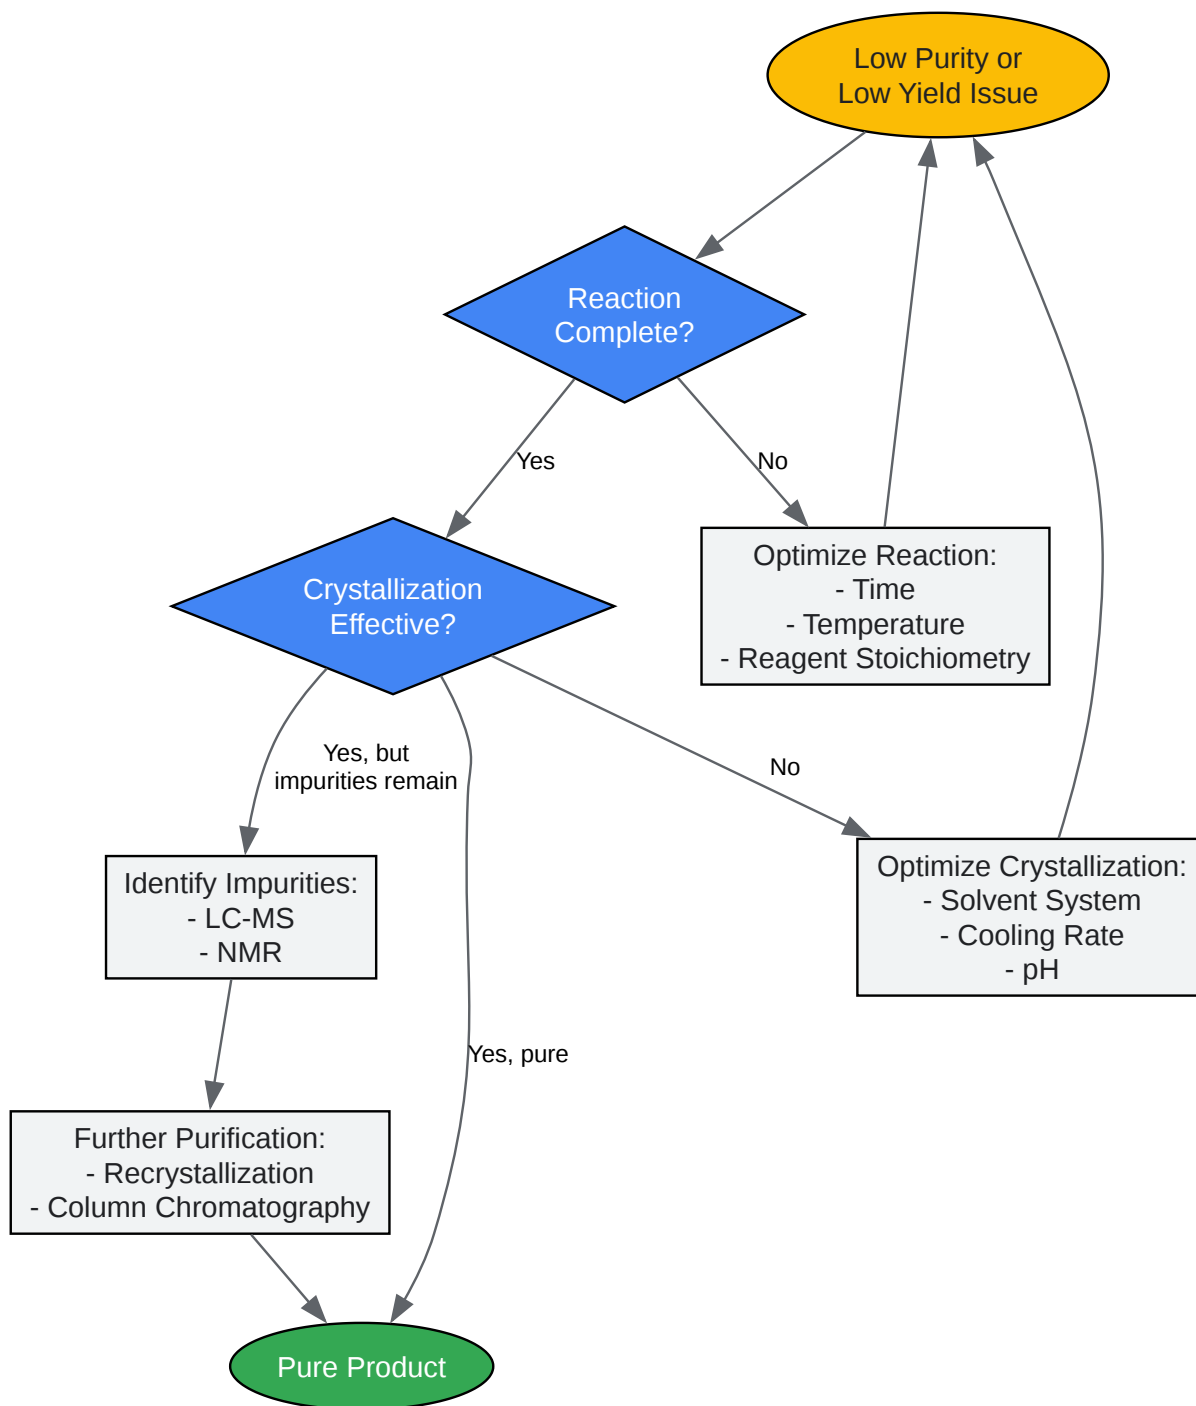 Low Purity or
Low Yield Issue
Reaction
Complete?
Yes
No
Optimize Reaction:
- Time
- Temperature
- Reagent Stoichiometry
Crystallization
Effective?
Yes, but
impurities remain
No
Identify Impurities:
- LC-MS
- NMR
Optimize Crystallization:
- Solvent System
- Cooling Rate
- pH
Yes, pure
Further Purification:
- Recrystallization
- Column Chromatography
Pure Product